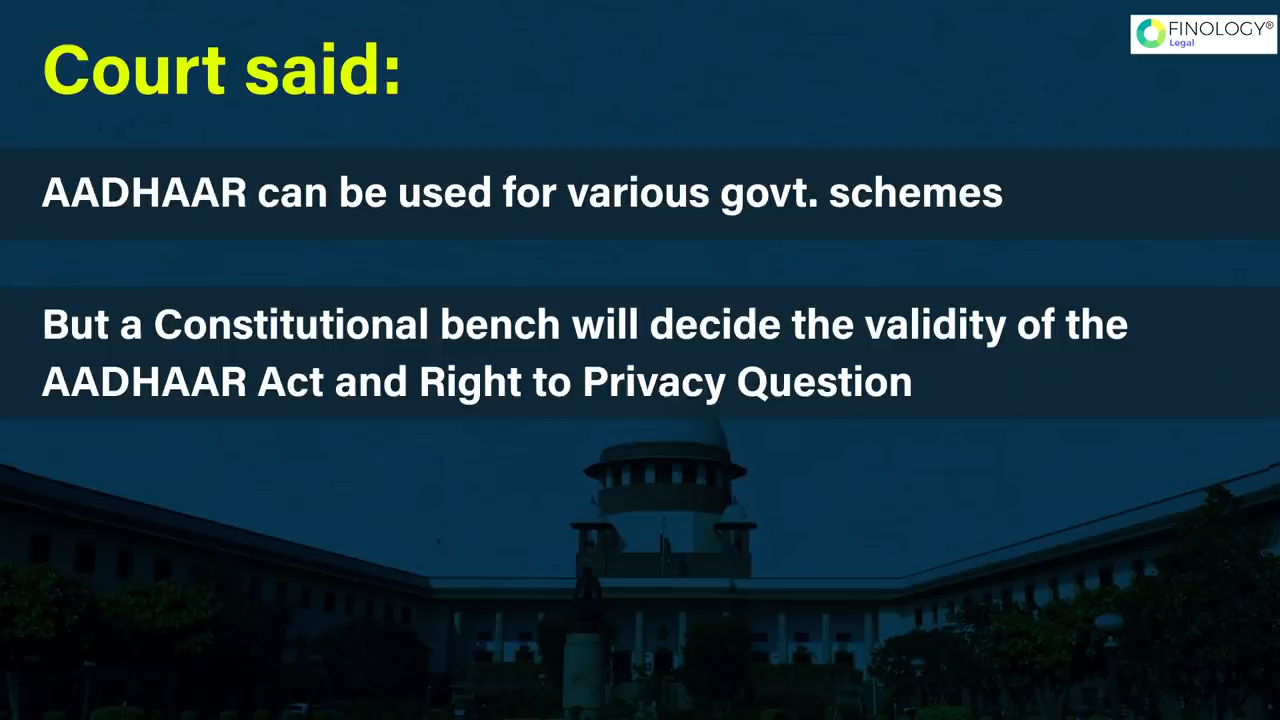 FINOLOGY®
Legal
Court said:
AADHAAR can be used for various govt. schemes
But a Constitutional bench will decide the validity of the
AADHAAR Act and Right to Privacy Question